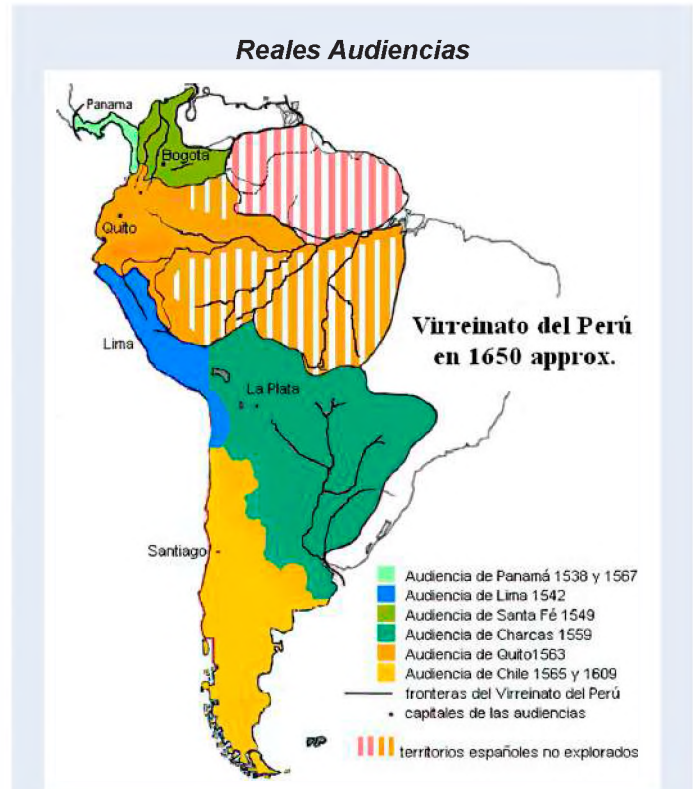 Reales Audiencias
Panama
Bogota
Quito
Virreinato del Perú
en 1650 approx.
Lima
La Plata
Santiago
Audiencia de Panamá 1538 y 1567
Audiencia de Lima 1542
Audiencia de Santa Fé 1549
Audiencia de Charcas 1559
Audiencia de Quito1563
Audiencia de Chile 1565 y 1609
fronteras del Virreinato del Perú
capitales de las audiencias
territorios españoles no explorados